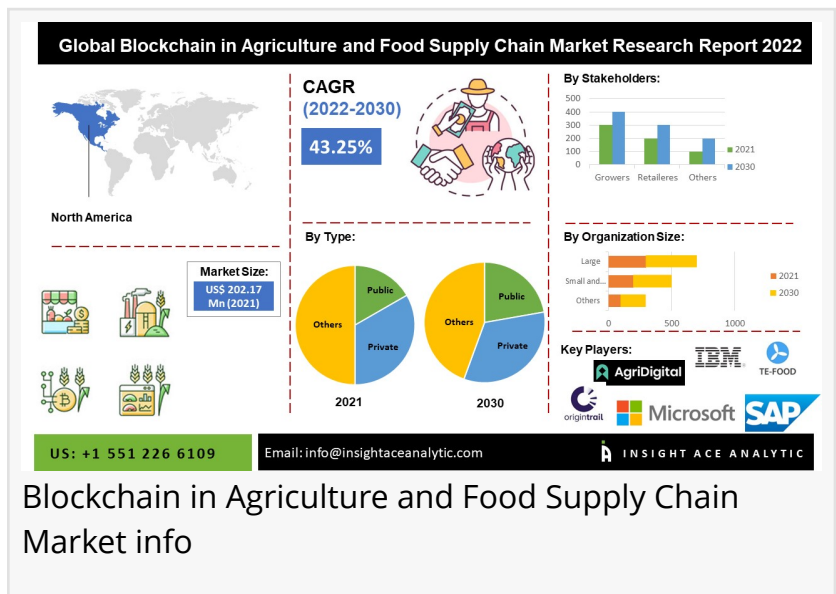 Global Blockchain in Agriculture and Food Supply Chain Market Research Report 2022
North America
CAGR
(2022-2030)
43.25%
By Stakeholders:
500
400
300
200
100
0
Growers
Retaileres
Others
2021
2030
Market Size:
US$ 202.17
Mn (2021)
By Type:
Public
Private
Others
2021
Public
Private
Others
2030
By Organization Size:
Large
Small and...
Others
0
500
1000
2021
2030
Key Players:
AgriDigital
IBM
TE-FOOD
origintrail
Microsoft
SAP
US: +1 551 226 6109
Email: info@insightaceanalytic.com
INSIGHT ACE ANALYTIC
Blockchain in Agriculture and Food Supply Chain
Market info